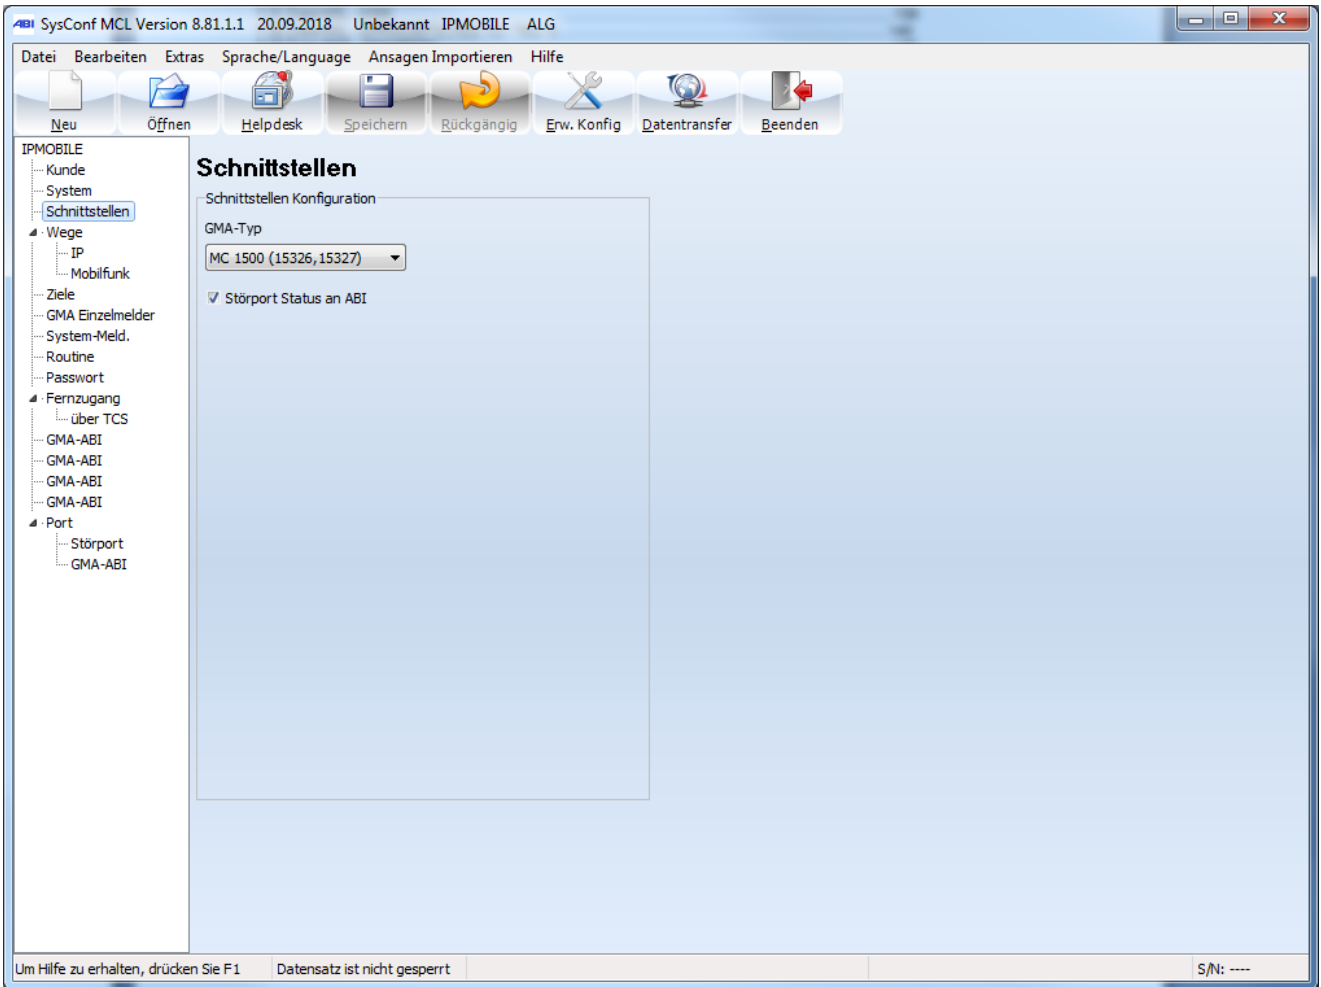 ABI SysConf MCL Version 8.81.1.1 20.09.2018 Unbekannt IPMOBILE ALG
Datei Bearbeiten Extras Sprache/Language Ansagen Importieren Hilfe
Neu Öffnen Helpdesk Speichern Rückgängig Erw. Konfig Datentransfer Beenden
IPMOBILE
Kunde
System
Schnittstellen
Wege
IP
Mobilfunk
Ziele
GMA Einzelmelder
System-Meld.
Routine
Passwort
Fernzugang
über TCS
GMA-ABI
GMA-ABI
GMA-ABI
GMA-ABI
Port
Störport
GMA-ABI
Schnittstellen
Schnittstellen Konfiguration
GMA-Typ
MC 1500 (15326,15327)
Störport Status an ABI
Um Hilfe zu erhalten, drücken Sie F1 Datensatz ist nicht gesperrt S/N: ----